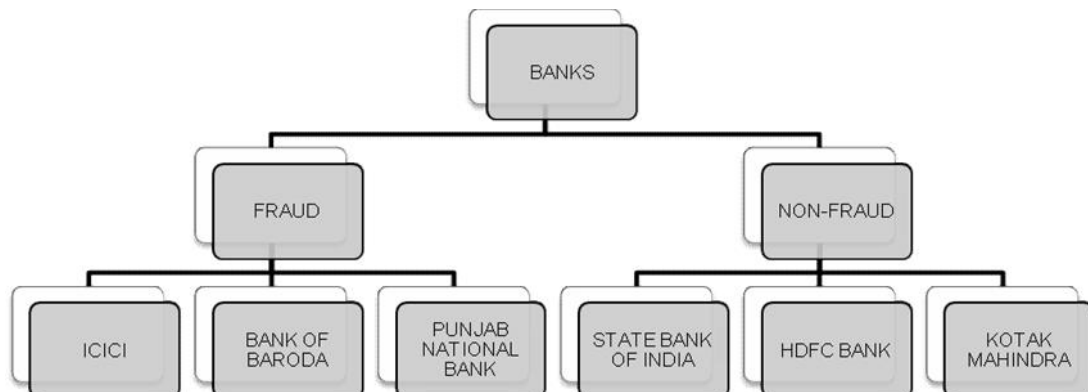 BANKS
FRAUD
NON-FRAUD
ICICI
BANK OF
BARODA
PUNJAB
NATIONAL
BANK
STATE BANK
OF INDIA
HDFC BANK
KOTAK
MAHINDRA